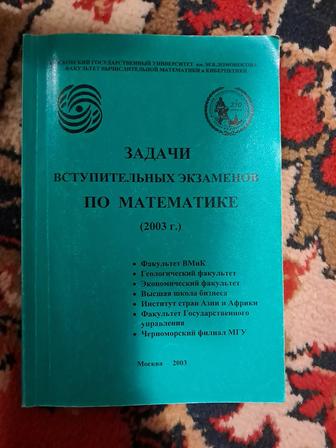 МОСКОВСКИЙ ГОСУДАРСТВЕННЫЙ УНИВЕРСИТЕТ им. М.В.ЛОМОНОСОВА
ФАКУЛЬТЕТ ВЫЧИСЛИТЕЛЬНОЙ МАТЕМАТИКИ и КИБЕРНЕТИКИ
250
ЗАДАЧИ
ВСТУПИТЕЛЬНЫХ ЭКЗАМЕНОВ
ПО МАТЕМАТИКЕ
(2003 г.)
• Факультет ВМиК
• Геологический факультет
• Экономический факультет
• Высшая школа бизнеса
• Институт стран Азии и Африки
• Факультет Государственного
управления
• Черноморский филиал МГУ
Москва 2003